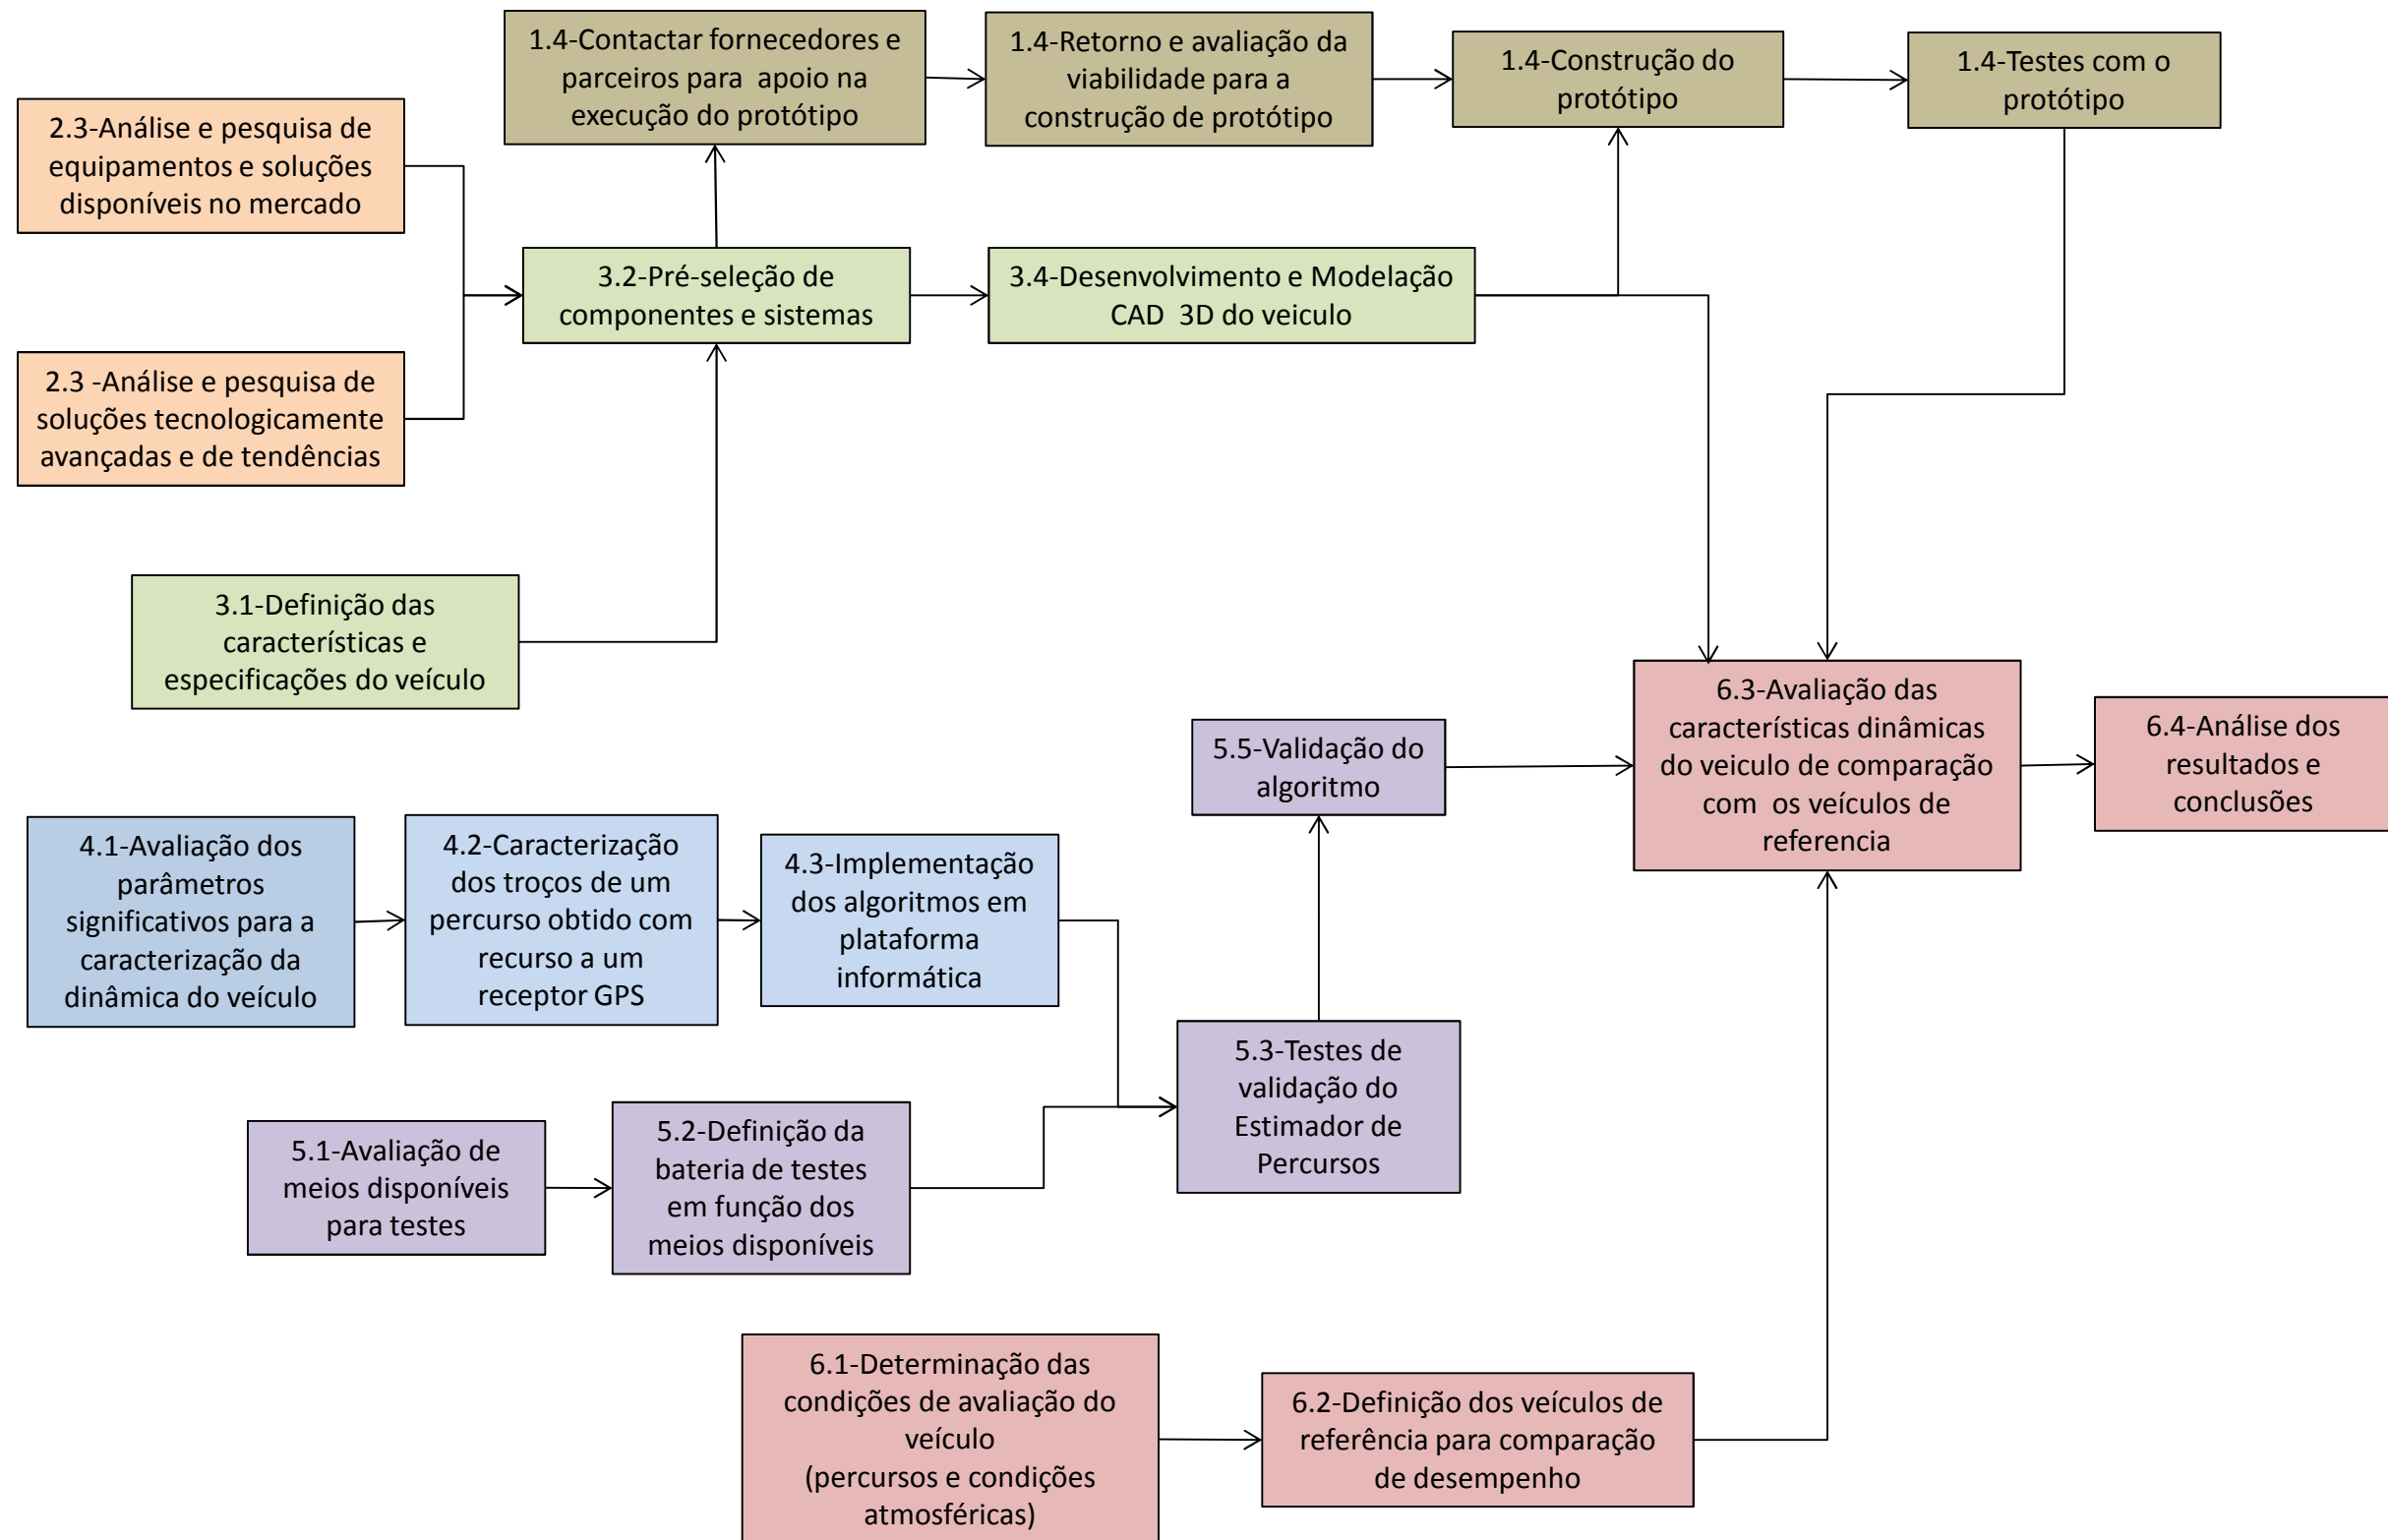 1.4-Contactar fornecedores e
parceiros para apoio na
execução do protótipo
1.4-Retorno e avaliação da
viabilidade para a
construção de protótipo
1.4-Construção do
protótipo
1.4-Testes com o
protótipo
2.3-Análise e pesquisa de
equipamentos e soluções
disponíveis no mercado
3.2-Pré-seleção de
componentes e sistemas
3.4-Desenvolvimento e Modelação
CAD 3D do veiculo
2.3 -Análise e pesquisa de
soluções tecnologicamente
avançadas e de tendências
3.1-Definição das
características e
especificações do veículo
5.5-Validação do
algoritmo
6.3-Avaliação das
características dinâmicas
do veiculo de comparação
com os veículos de
referencia
6.4-Análise dos
resultados e
conclusões
4.1-Avaliação dos
parâmetros
significativos para a
caracterização da
dinâmica do veículo
4.2-Caracterização
dos troços de um
percurso obtido com
recurso a um
receptor GPS
4.3-Implementação
dos algoritmos em
plataforma
informática
5.3-Testes de
validação do
Estimador de
Percursos
5.1-Avaliação de
meios disponíveis
para testes
5.2-Definição da
bateria de testes
em função dos
meios disponíveis
6.1-Determinação das
condições de avaliação do
veículo
(percursos e condições
atmosféricas)
6.2-Definição dos veículos de
referência para comparação
de desempenho